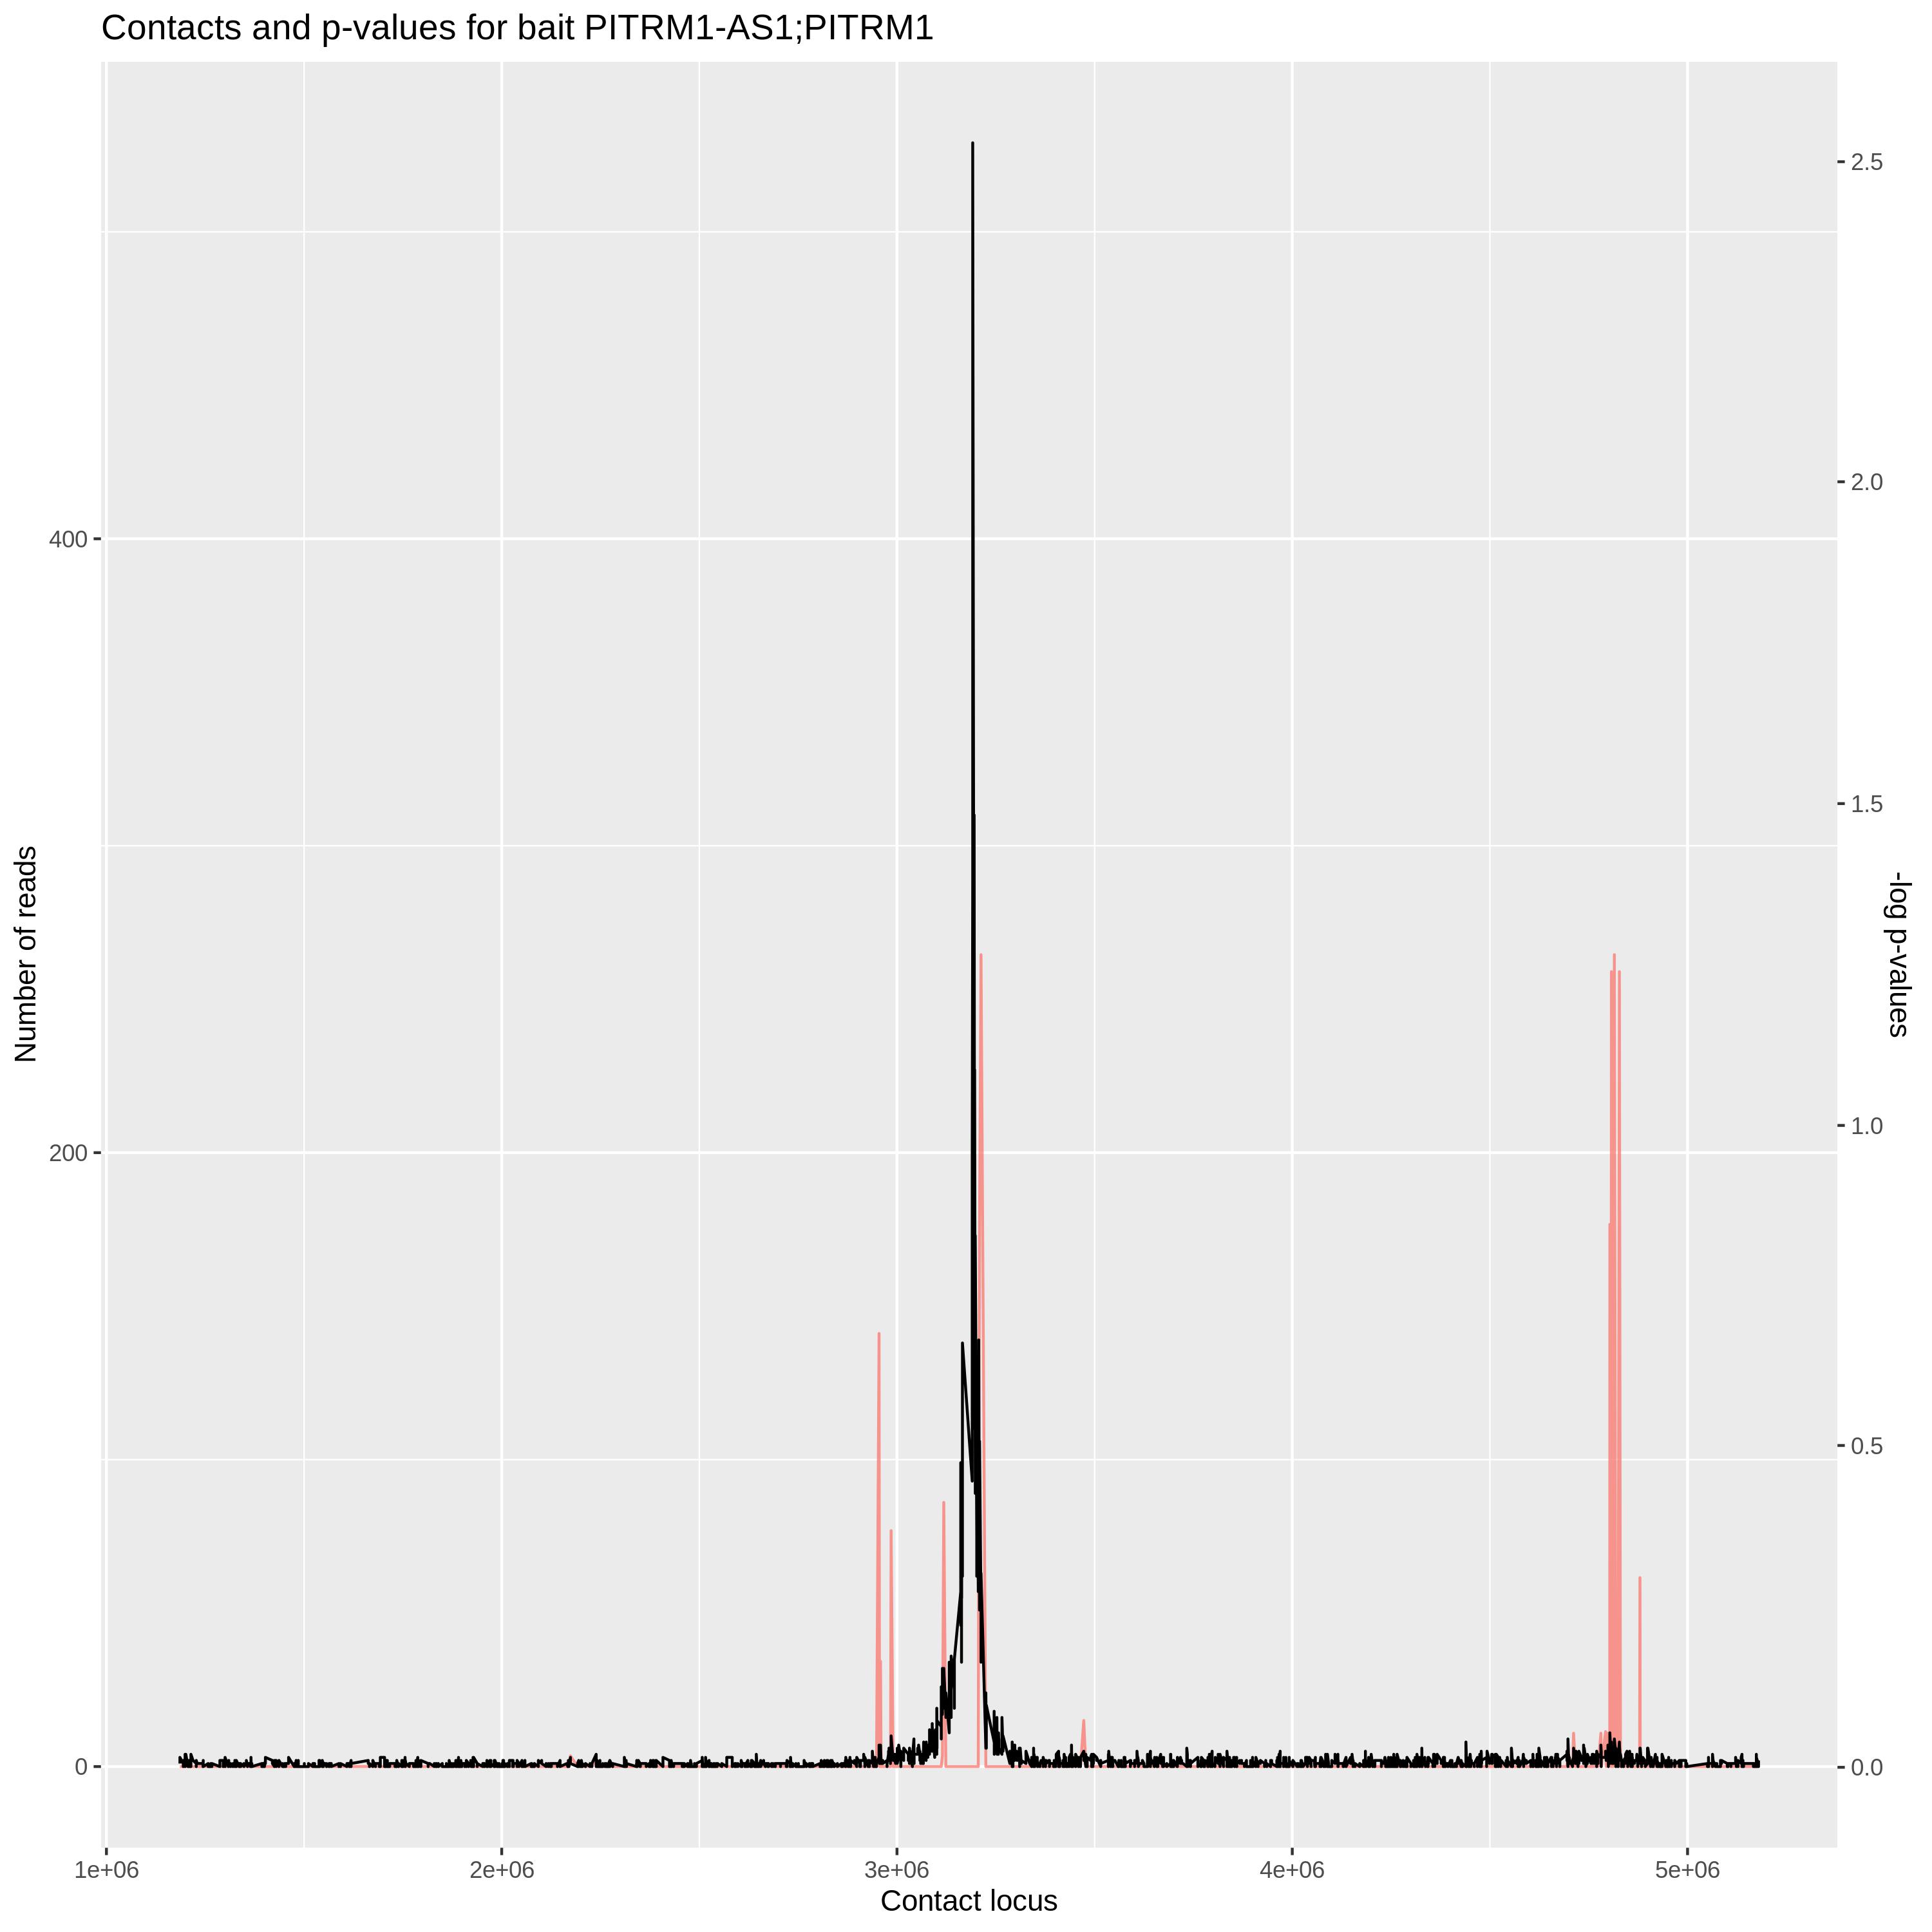 Contacts and p-values for bait PITRM1-AS1;PITRM1
Number of reads
400
200
0
2.5
2.0
1.5
1.0
0.5
0.0
-log p-values
1e+06
2e+06
3e+06
4e+06
5e+06
Contact locus